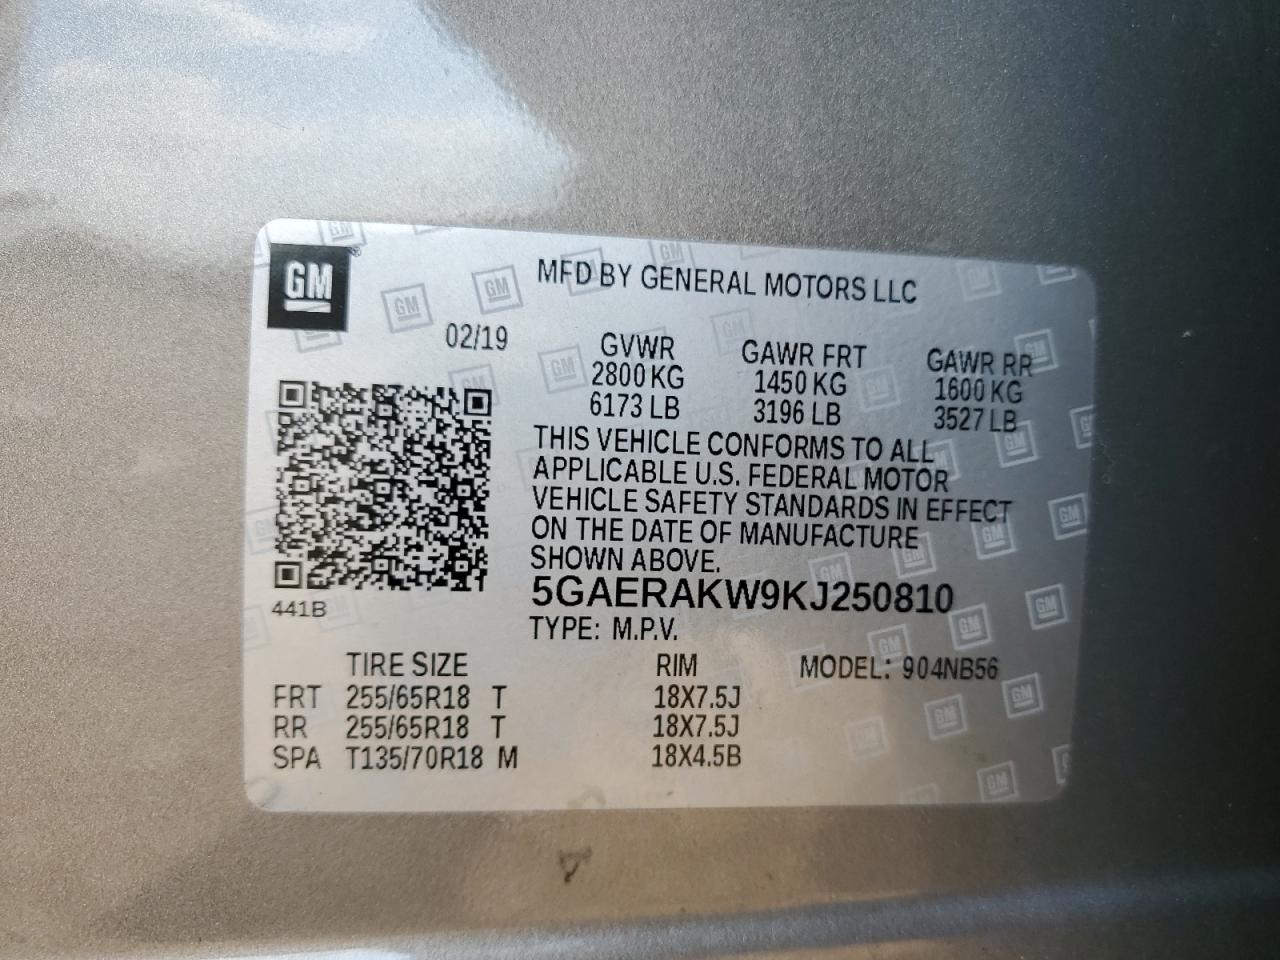 GM
MFD BY GENERAL MOTORS LLC
02/19
GVWR GAWR FRT GAWR RR
2800 KG 1450 KG 1600 KG
6173 LB 3196 LB 3527 LB
THIS VEHICLE CONFORMS TO ALL
APPLICABLE U.S. FEDERAL MOTOR
VEHICLE SAFETY STANDARDS IN EFFECT
ON THE DATE OF MANUFACTURE
SHOWN ABOVE.
5GAERAKW9KJ250810
441B
TYPE: M.P.V.
TIRE SIZE RIM MODEL: 904NB56
FRT 255/65R18 T 18X7.5J
RR 255/65R18 T 18X7.5J
SPA T135/70R18 M 18X4.5B